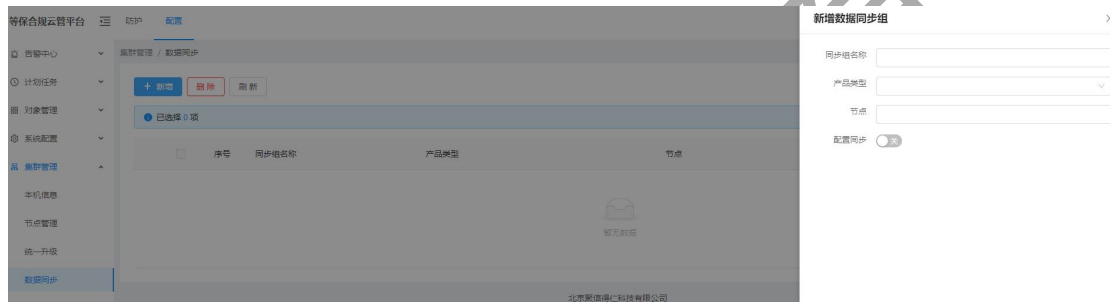 等保合规云管平台 防护 配置
告警中心
计划任务
对象管理
系统配置
集群管理
本机信息
节点管理
统一升级
数据同步
集群管理 / 数据同步
+ 新增 删除 刷新
已选择 0 项
序号 同步组名称 产品类型 节点
暂无数据
北京聚信得仁科技有限公司
新增数据同步组
同步组名称
产品类型
节点
配置同步 关